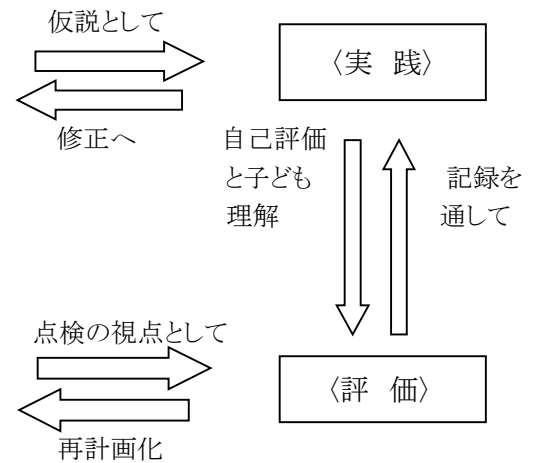 仮説として
〈実　践〉
修正へ
自己評価
と子ども
理解
記録を
通して
点検の視点として
〈評　価〉
再計画化